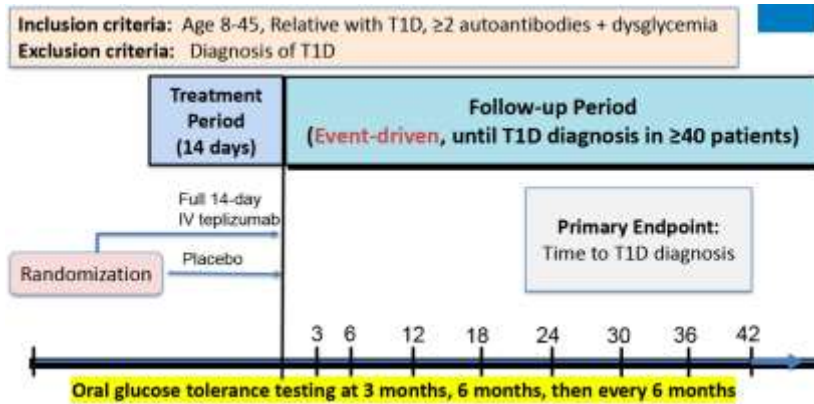 Inclusion criteria: Age 8-45, Relative with T1D, ≥2 autoantibodies + dysglycemia
Exclusion criteria: Diagnosis of T1D
Treatment
Period
(14 days)
Follow-up Period
(Event-driven, until T1D diagnosis in ≥40 patients)
Full 14-day
IV teplizumab
Randomization
Placebo
Primary Endpoint:
Time to T1D diagnosis
3 6 12 18 24 30 36 42
Oral glucose tolerance testing at 3 months, 6 months, then every 6 months